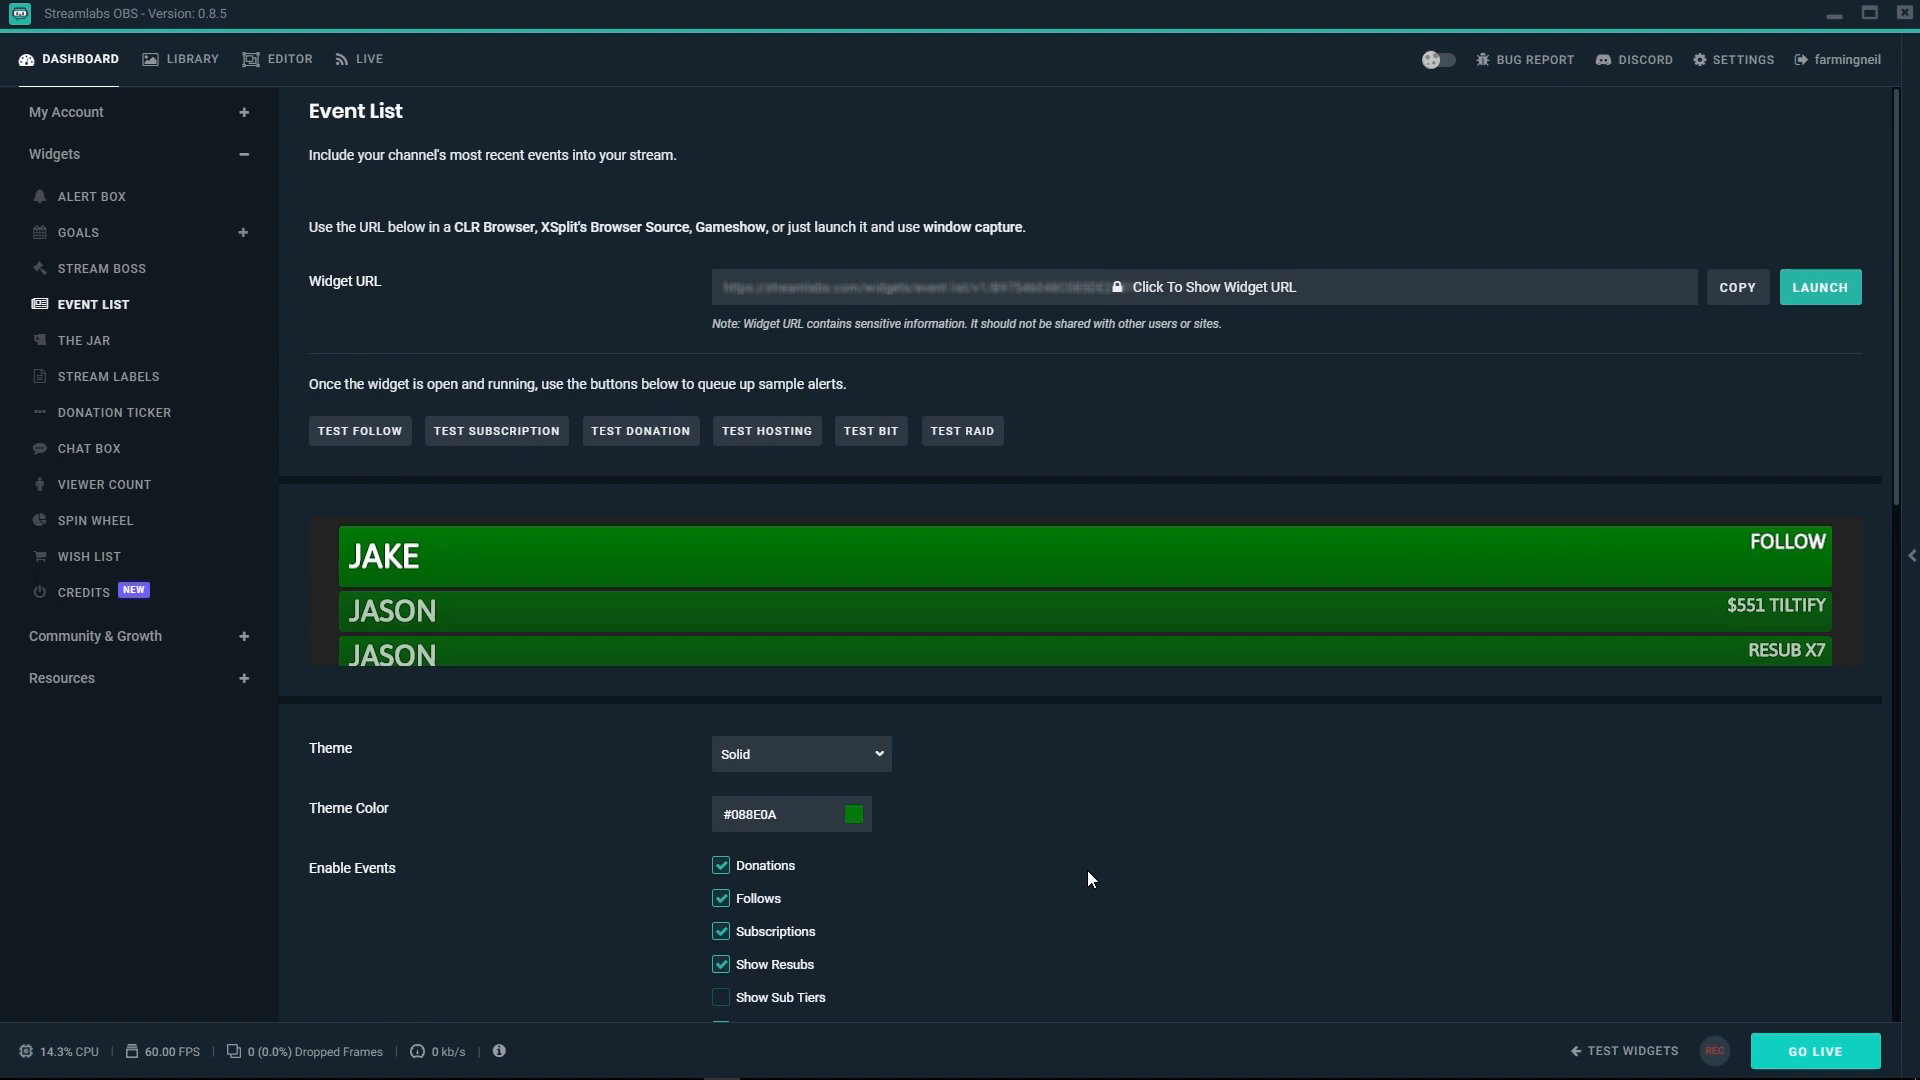 Streamlabs OBS - Version: 0.8.5
DASHBOARD
LIBRARY
EDITOR
LIVE
BUG REPORT
DISCORD
SETTINGS
farmingneil
My Account
Widgets
ALERT BOX
GOALS
STREAM BOSS
EVENT LIST
THE JAR
STREAM LABELS
DONATION TICKER
CHAT BOX
VIEWER COUNT
SPIN WHEEL
WISH LIST
CREDITS NEW
Community & Growth
Resources
Event List
Include your channel's most recent events into your stream.
Use the URL below in a CLR Browser, XSplit's Browser Source, Gameshow, or just launch it and use window capture.
Widget URL
Click To Show Widget URL
COPY
LAUNCH
Note: Widget URL contains sensitive information. It should not be shared with other users or sites.
Once the widget is open and running, use the buttons below to queue up sample alerts.
TEST FOLLOW
TEST SUBSCRIPTION
TEST DONATION
TEST HOSTING
TEST BIT
TEST RAID
JAKE FOLLOW
JASON $551 TILTIFY
JASON RESUB X7
Theme
Solid
Theme Color
#088E0A
Enable Events
Donations
Follows
Subscriptions
Show Resubs
Show Sub Tiers
14.3% CPU
60.00 FPS
0 (0.0%) Dropped Frames
0 kb/s
TEST WIDGETS
REC
GO LIVE